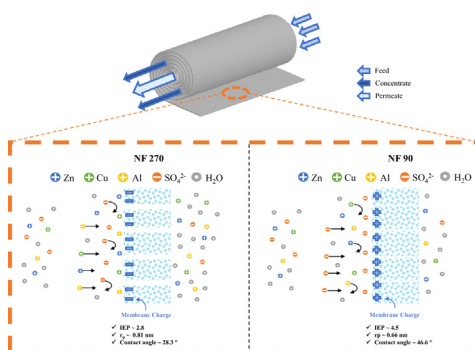 Feed
Concentrate
Permeate
NF 270
Zn Cu Al SO₄²⁻ H₂O
Membrane Charge
✓ IEP ~ 2.8
✓ rₚ ~ 0.81 nm
✓ Contact angle ~ 28.3 °
NF 90
Zn Cu Al SO₄²⁻ H₂O
Membrane Charge
✓ IEP ~ 4.5
✓ rp ~ 0.66 nm
✓ Contact angle ~ 46.6 °